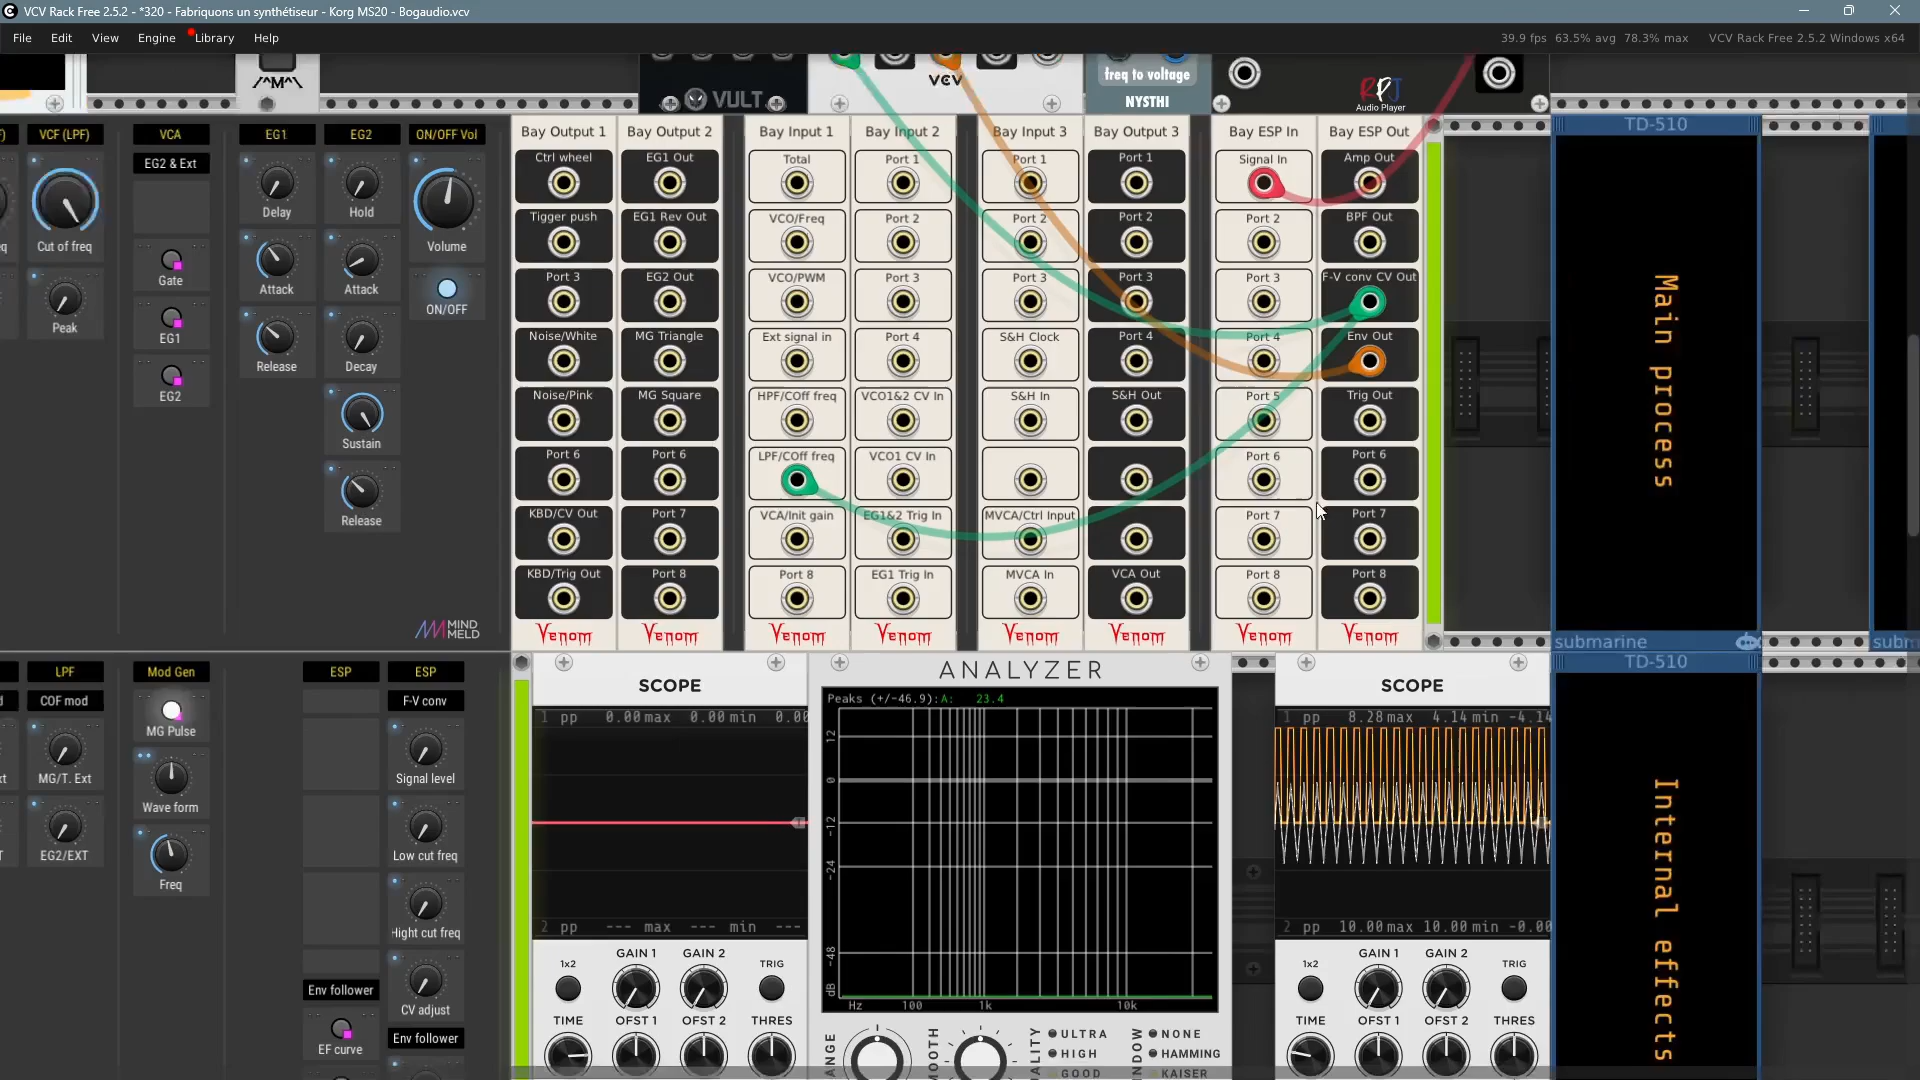 VCV Rack Free 2.5.2 - *320 - Fabriquons un synthétiseur - Korg MS20 - Bogaudio.vcv
File Edit View Engine Library Help
39.9 fps 63.5% avg 78.3% max VCV Rack Free 2.5.2 Windows x64
VULT
VCV
freq to voltage
NYSTHI
RPJ
Audio Player
VCF (LPF)
Cut of freq
Peak
VCA
EG2 & Ext
Gate
EG1
EG2
EG1
Delay
Attack
Release
EG2
Hold
Attack
Decay
Sustain
Release
ON/OFF Vol
Volume
ON/OFF
MIND
MELD
Bay Output 1
Ctrl wheel
Tigger push
Port 3
Noise/White
Noise/Pink
Port 6
KBD/CV Out
KBD/Trig Out
Venom
Bay Output 2
EG1 Out
EG1 Rev Out
EG2 Out
MG Triangle
MG Square
Port 6
Port 7
Port 8
Venom
Bay Input 1
Total
VCO/Freq
VCO/PWM
Ext signal in
HPF/COff freq
LPF/COff freq
VCA/Init gain
Port 8
Venom
Bay Input 2
Port 1
Port 2
Port 3
Port 4
VCO1&2 CV In
VCO1 CV In
EG1&2 Trig In
EG1 Trig In
Venom
Bay Input 3
Port 1
Port 2
Port 3
S&H Clock
S&H In
MVCA/Ctrl Input
MVCA In
Venom
Bay Output 3
Port 1
Port 2
Port 3
Port 4
S&H Out
VCA Out
Venom
Bay ESP In
Signal In
Port 2
Port 3
Port 4
Port 5
Port 6
Port 7
Port 8
Venom
Bay ESP Out
Amp Out
BPF Out
F-V conv CV Out
Env Out
Trig Out
Port 6
Port 7
Port 8
Venom
TD-510
Main process
submarine
LPF
COF mod
MG/T. Ext
EG2/EXT
Mod Gen
MG Pulse
Wave form
Freq
ESP
Env follower
EF curve
ESP
F-V conv
Signal level
Low cut freq
Hight cut freq
CV adjust
Env follower
SCOPE
1 pp 0.00 max 0.00 min 0.00
2 pp --- max --- min ---
1x2 GAIN 1 GAIN 2 TRIG
TIME OFST 1 OFST 2 THRES
ANALYZER
Peaks (+/-46.9): A: 23.4
12
0
-12
-24
-48
dB
Hz 100 1k 10k
ULTRA
HIGH
GOOD
NONE
HAMMING
KAISER
SCOPE
1 pp 8.28 max 4.14 min -4.14
2 pp 10.00 max 10.00 min -0.00
1x2 GAIN 1 GAIN 2 TRIG
TIME OFST 1 OFST 2 THRES
TD-510
Internal effects